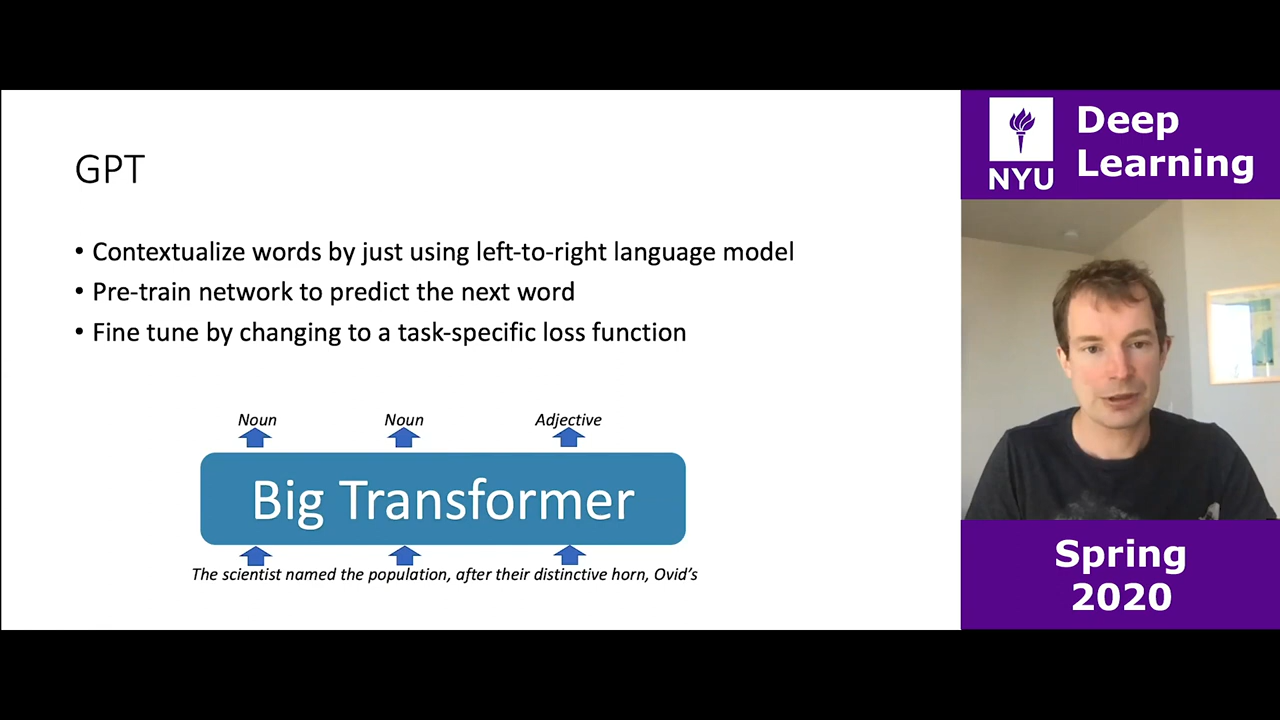 GPT
• Contextualize words by just using left-to-right language model
• Pre-train network to predict the next word
• Fine tune by changing to a task-specific loss function
Noun Noun Adjective
Big Transformer
The scientist named the population, after their distinctive horn, Ovid's
NYU
Deep
Learning
Spring
2020